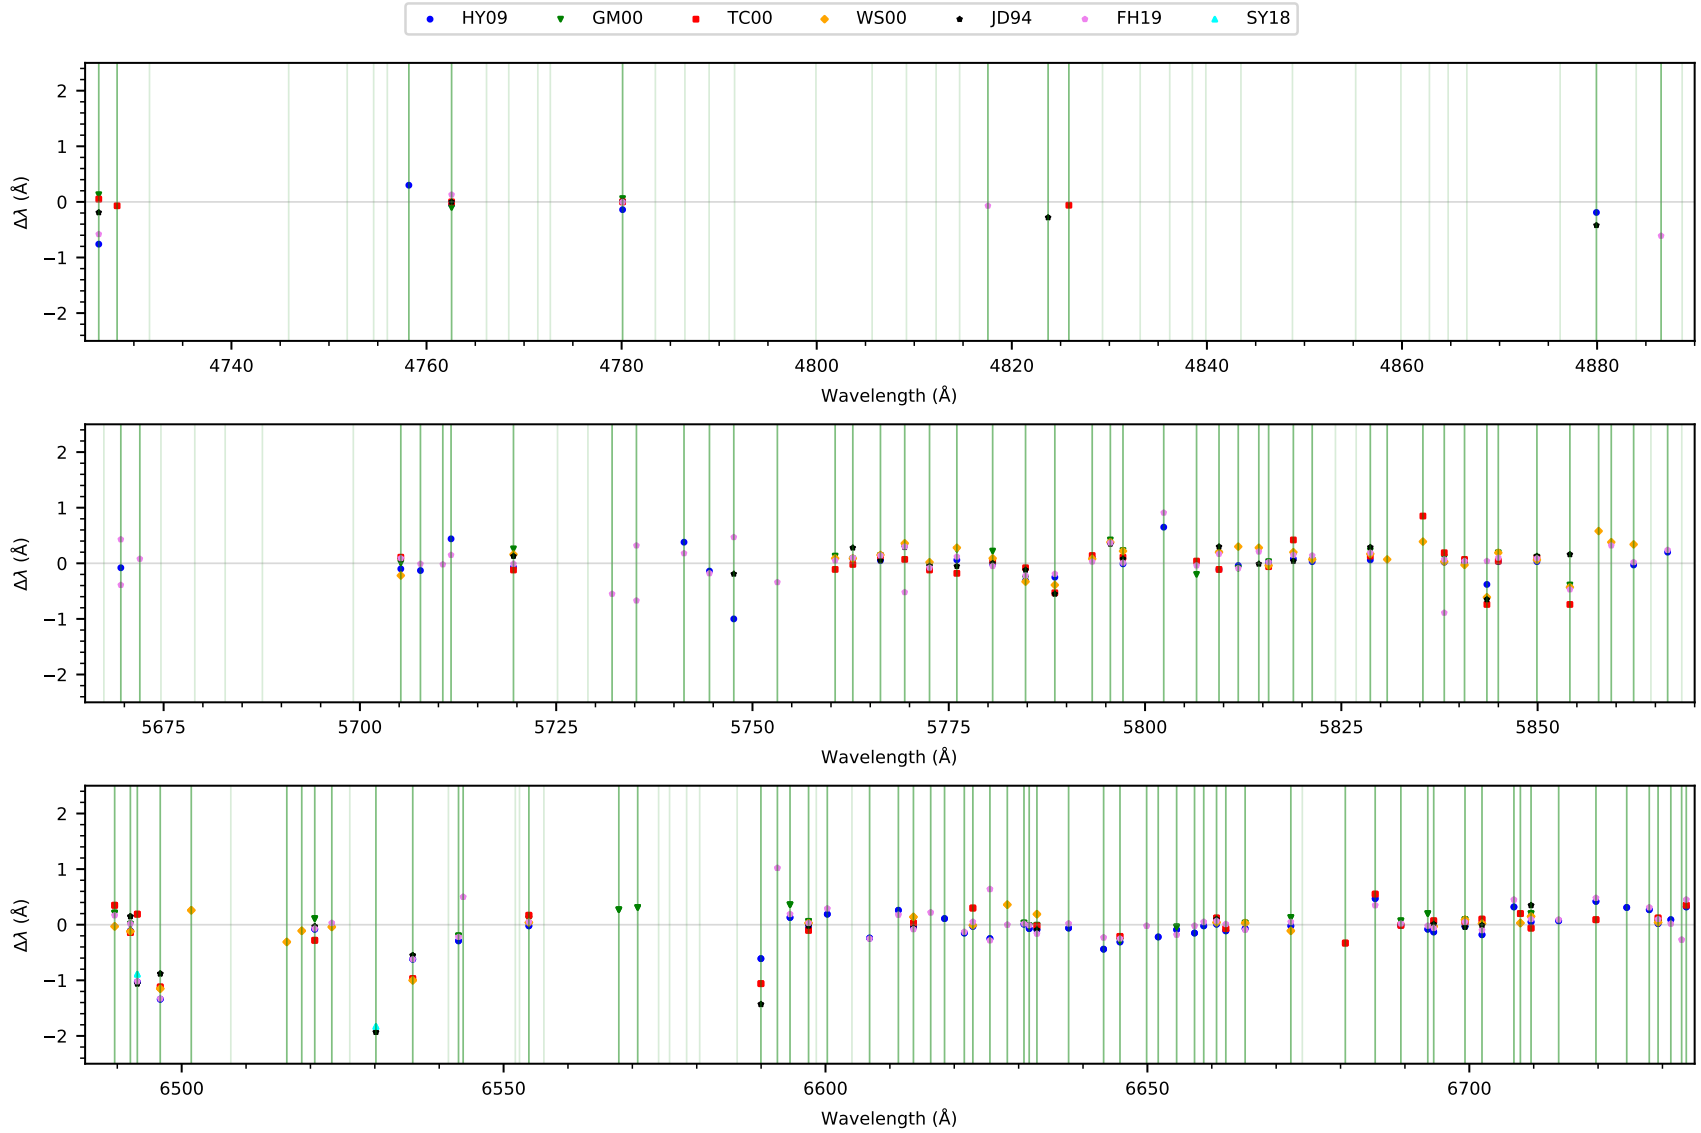 HY09 GM00 TC00 WS00 JD94 FH19 SY18
2
1
0
−1
−2
Δλ (Å)
4740 4760 4780 4800 4820 4840 4860 4880
Wavelength (Å)
2
1
0
−1
−2
Δλ (Å)
5675 5700 5725 5750 5775 5800 5825 5850
Wavelength (Å)
2
1
0
−1
−2
Δλ (Å)
6500 6550 6600 6650 6700
Wavelength (Å)